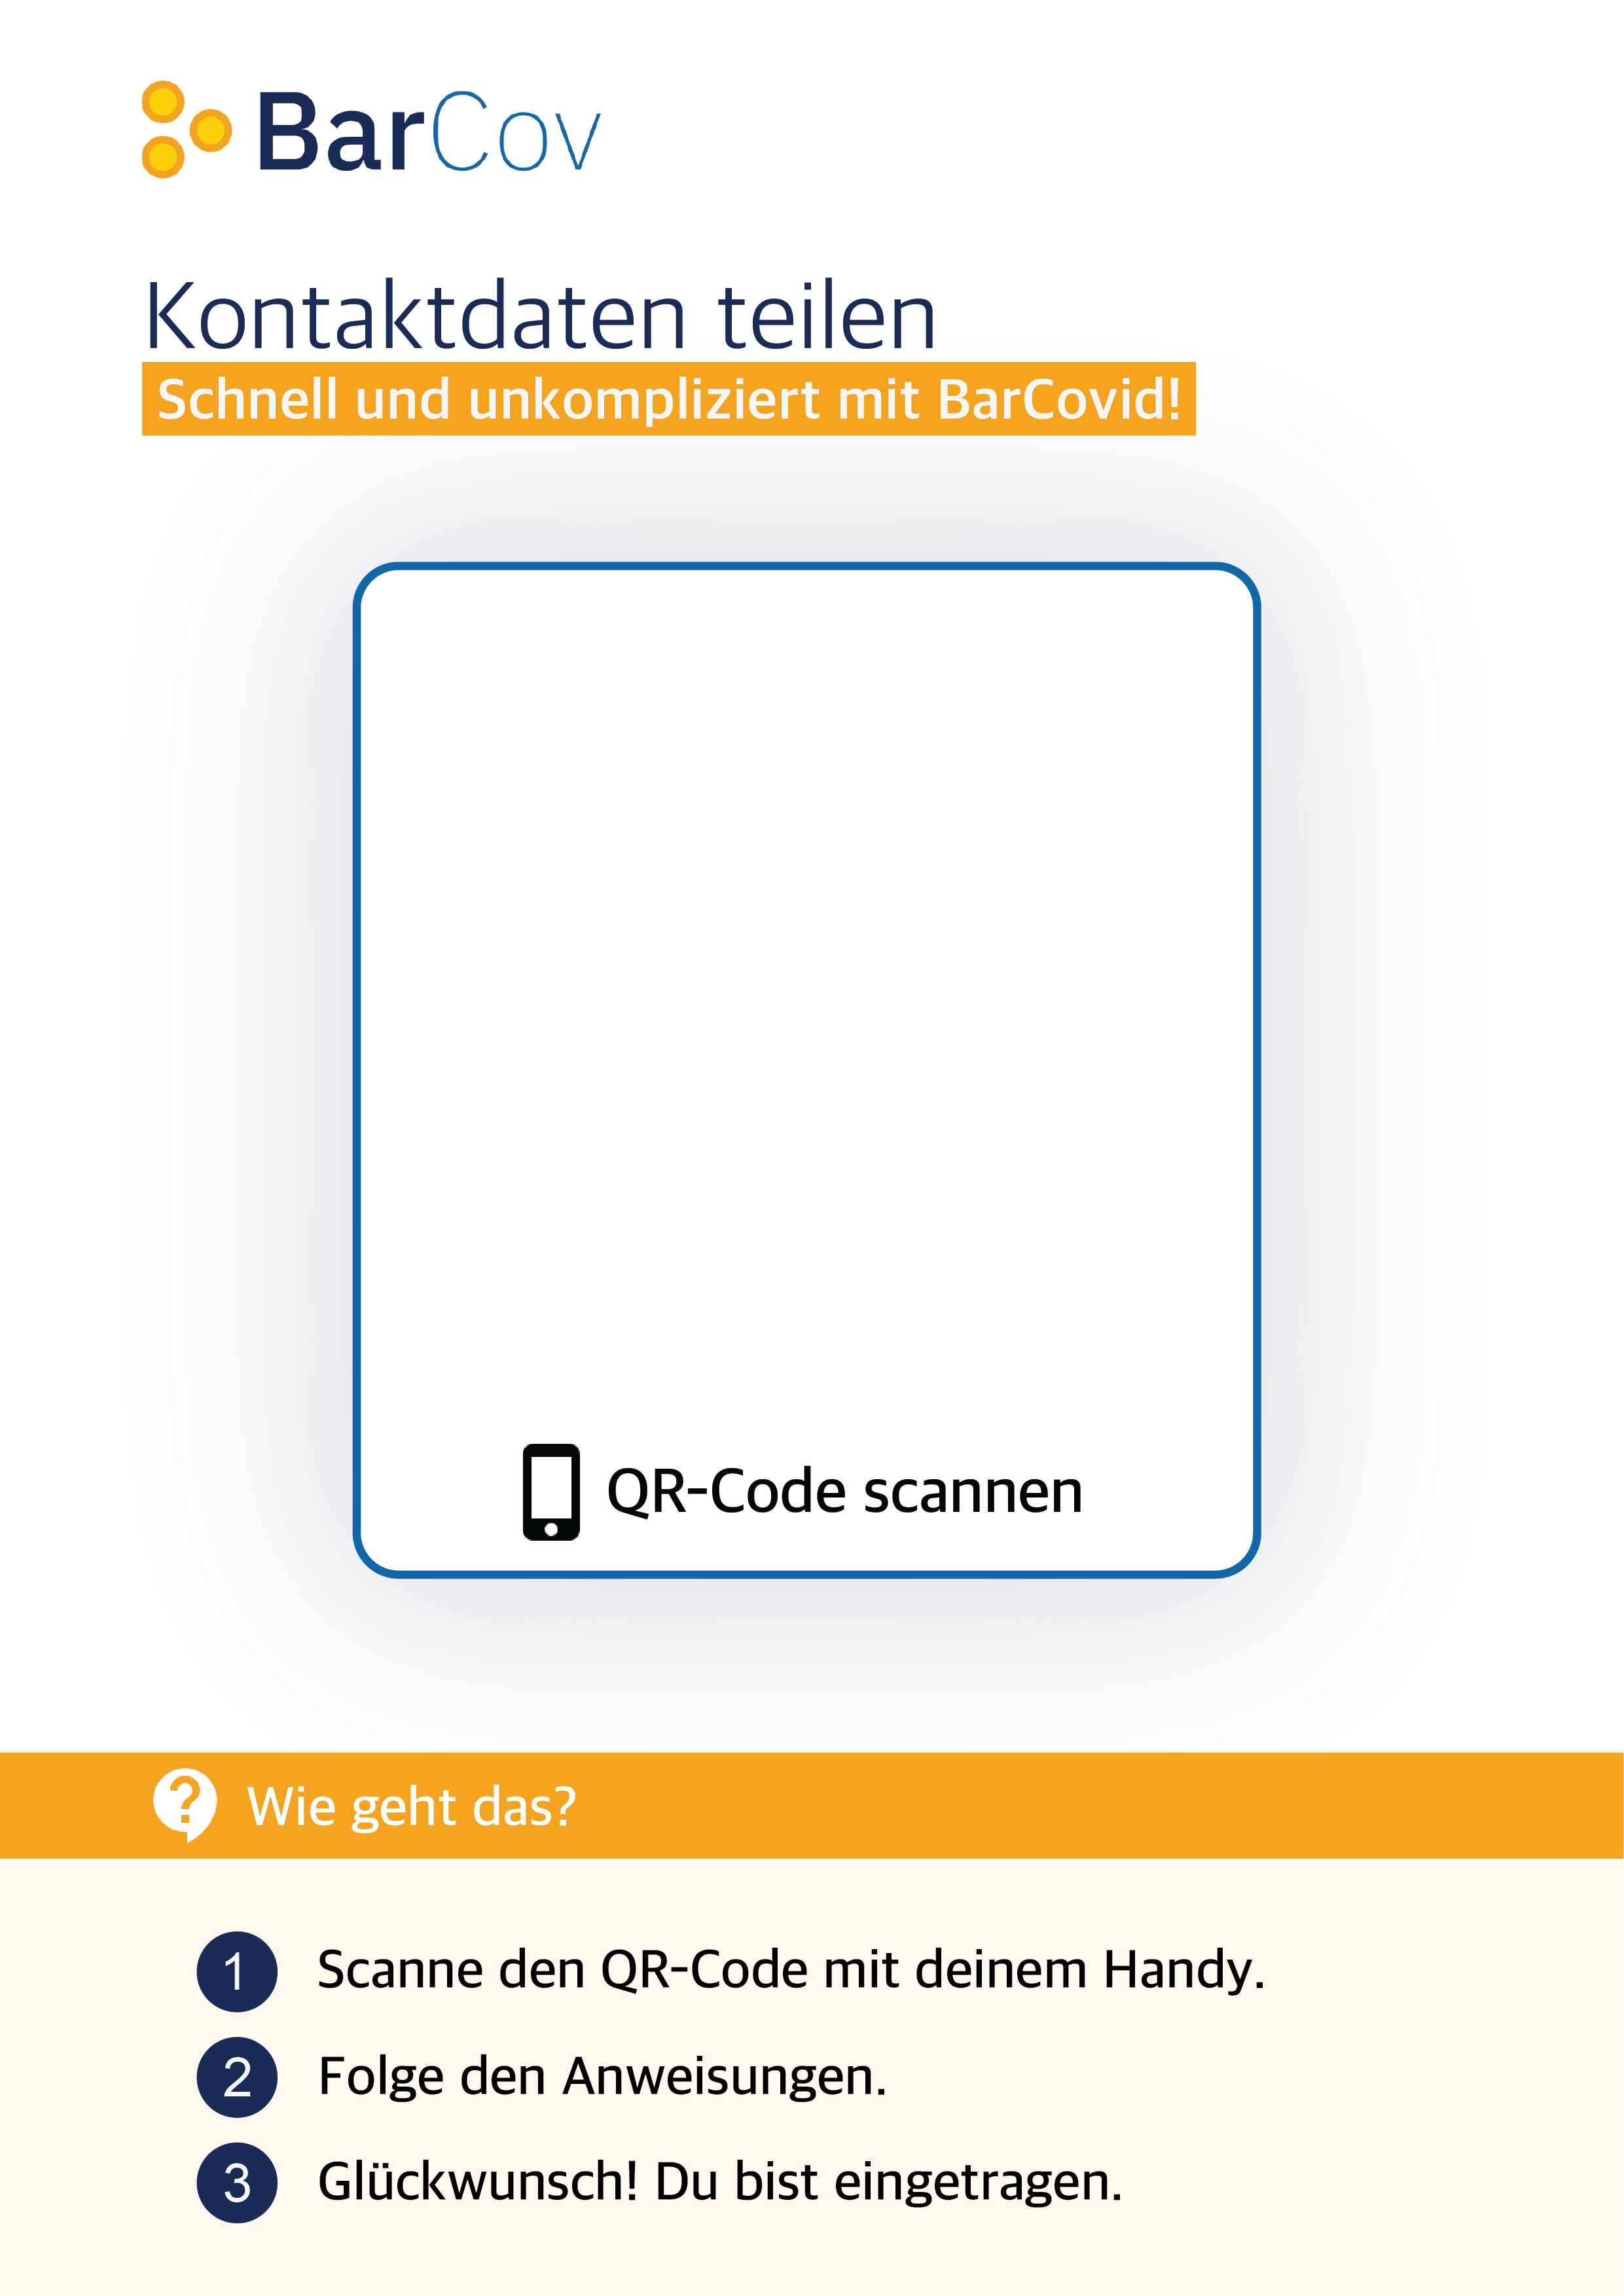 BarCov
Kontaktdaten teilen
Schnell und unkompliziert mit BarCovid!
QR-Code scannen
? Wie geht das?
1 Scanne den QR-Code mit deinem Handy.
2 Folge den Anweisungen.
3 Glückwunsch! Du bist eingetragen.